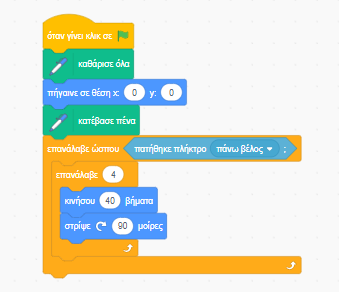 όταν γίνει κλικ σε
καθάρισε όλα
πήγαινε σε θέση x: 0 y: 0
κατέβασε πένα
επανάλαβε ώσπου πατήθηκε πλήκτρο πάνω βέλος ;
επανάλαβε 4
κινήσου 40 βήματα
στρίψε 90 μοίρες